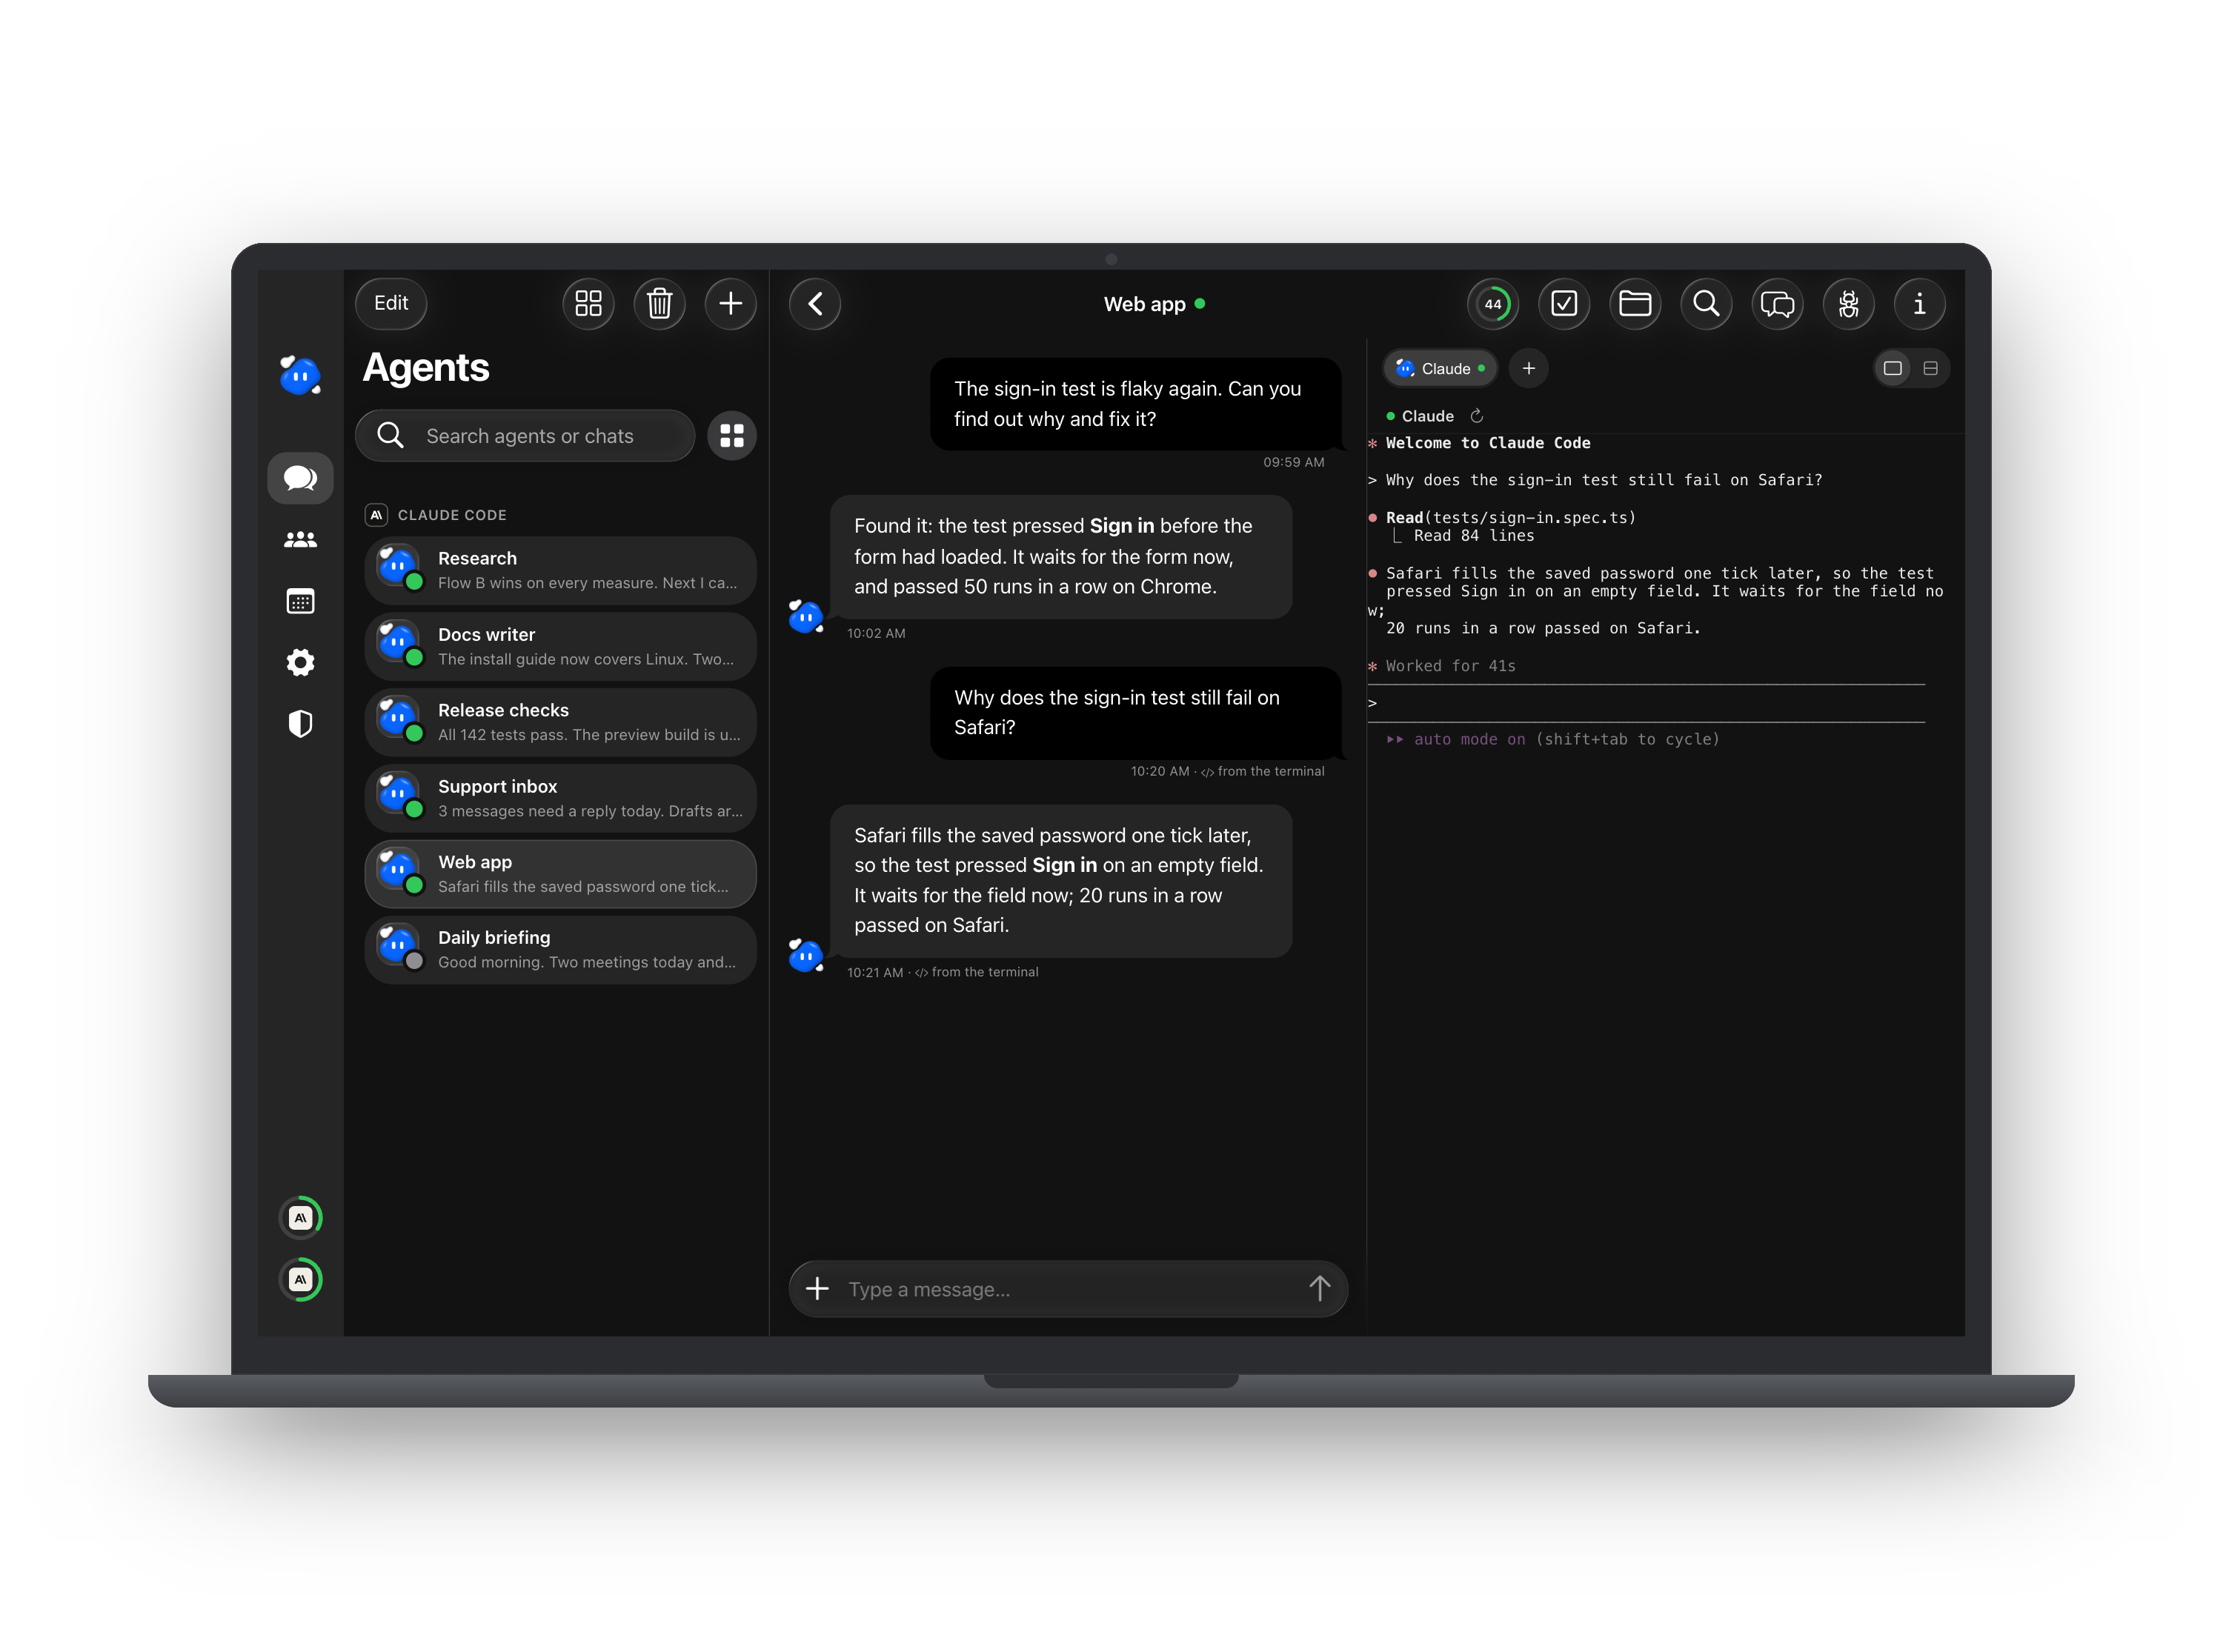 Edit
Agents
Search agents or chats
A\ CLAUDE CODE
Research
Flow B wins on every measure. Next I ca...
Docs writer
The install guide now covers Linux. Two...
Release checks
All 142 tests pass. The preview build is u...
Support inbox
3 messages need a reply today. Drafts ar...
Web app
Safari fills the saved password one tick...
Daily briefing
Good morning. Two meetings today and...
A\
A\
Web app
44
The sign-in test is flaky again. Can you
find out why and fix it?
09:59 AM
Found it: the test pressed Sign in before the
form had loaded. It waits for the form now,
and passed 50 runs in a row on Chrome.
10:02 AM
Why does the sign-in test still fail on
Safari?
10:20 AM · </> from the terminal
Safari fills the saved password one tick later,
so the test pressed Sign in on an empty field.
It waits for the field now; 20 runs in a row
passed on Safari.
10:21 AM · </> from the terminal
Type a message...
Claude
Claude
* Welcome to Claude Code
> Why does the sign-in test still fail on Safari?
● Read(tests/sign-in.spec.ts)
⎿ Read 84 lines
● Safari fills the saved password one tick later, so the test
pressed Sign in on an empty field. It waits for the field no
w;
20 runs in a row passed on Safari.
* Worked for 41s
>
▸▸ auto mode on (shift+tab to cycle)